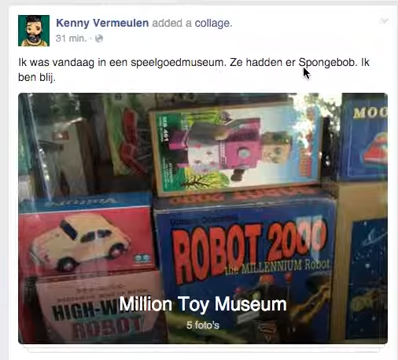 Kenny Vermeulen added a collage.
31 min. ·
Ik was vandaag in een speelgoedmuseum. Ze hadden er Spongebob. Ik
ben blij.
MOO
ROBOT 2000
the MILLENNIUM Robot
HIGH-W
ROBOT
Million Toy Museum
5 foto's